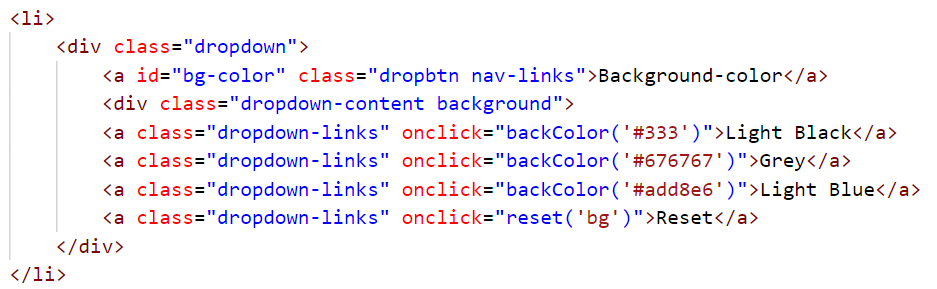 <li>
<div class="dropdown">
<a id="bg-color" class="dropbtn nav-links">Background-color</a>
<div class="dropdown-content background">
<a class="dropdown-links" onclick="backColor('#333')">Light Black</a>
<a class="dropdown-links" onclick="backColor('#676767')">Grey</a>
<a class="dropdown-links" onclick="backColor('#add8e6')">Light Blue</a>
<a class="dropdown-links" onclick="reset('bg')">Reset</a>
</div>
</li>